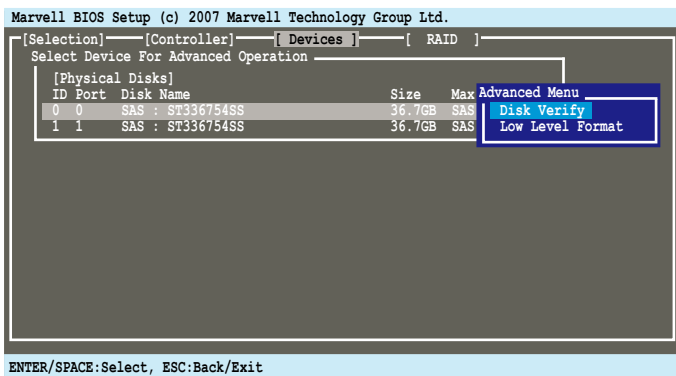 Marvell BIOS Setup (c) 2007 Marvell Technology Group Ltd.
[Selection] [Controller] [ Devices ] [ RAID ]
Select Device For Advanced Operation
[Physical Disks]
ID Port Disk Name Size Max
0 0 SAS : ST336754SS 36.7GB SAS
1 1 SAS : ST336754SS 36.7GB SAS
Advanced Menu
Disk Verify
Low Level Format
ENTER/SPACE:Select, ESC:Back/Exit